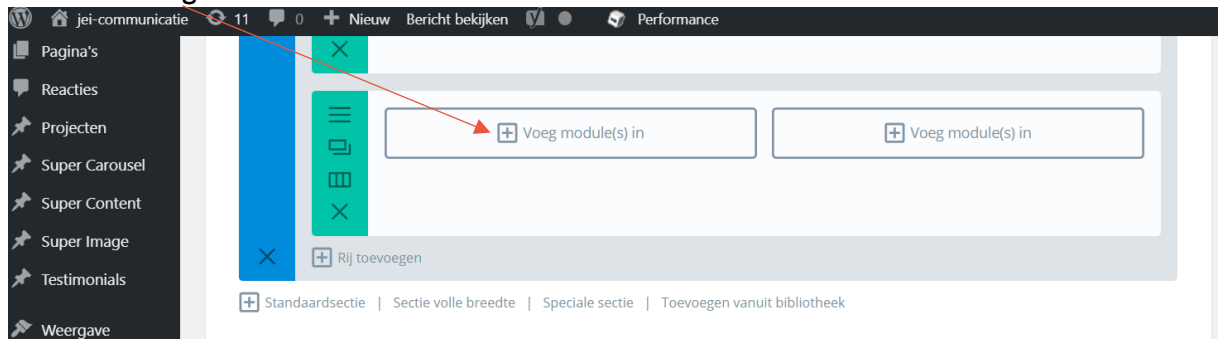 jei-communicatie 11 0 + Nieuw Bericht bekijken Performance
Pagina's
Reacties
Projecten
Super Carousel
Super Content
Super Image
Testimonials
Weergave
Voeg module(s) in
Voeg module(s) in
Rij toevoegen
Standaardsectie | Sectie volle breedte | Speciale sectie | Toevoegen vanuit bibliotheek